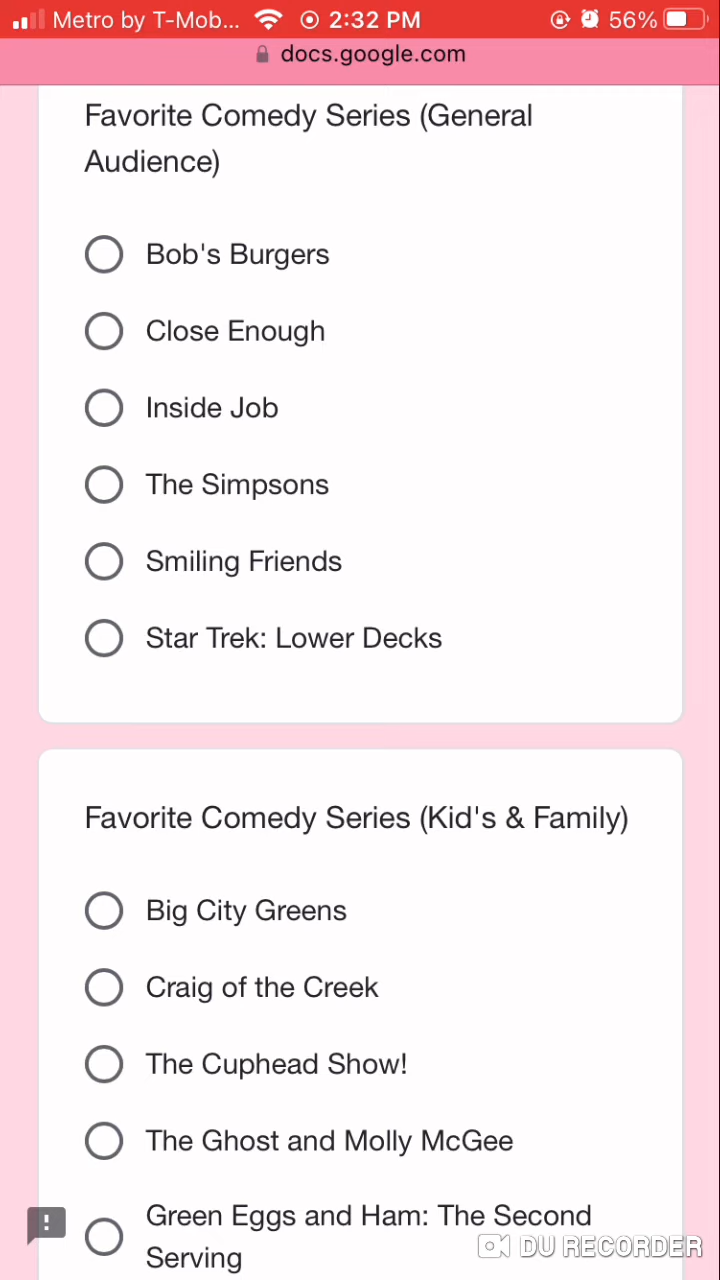 Metro by T-Mob... 2:32 PM 56%
docs.google.com
Favorite Comedy Series (General
Audience)
Bob's Burgers
Close Enough
Inside Job
The Simpsons
Smiling Friends
Star Trek: Lower Decks
Favorite Comedy Series (Kid's & Family)
Big City Greens
Craig of the Creek
The Cuphead Show!
The Ghost and Molly McGee
Green Eggs and Ham: The Second
Serving
DU RECORDER